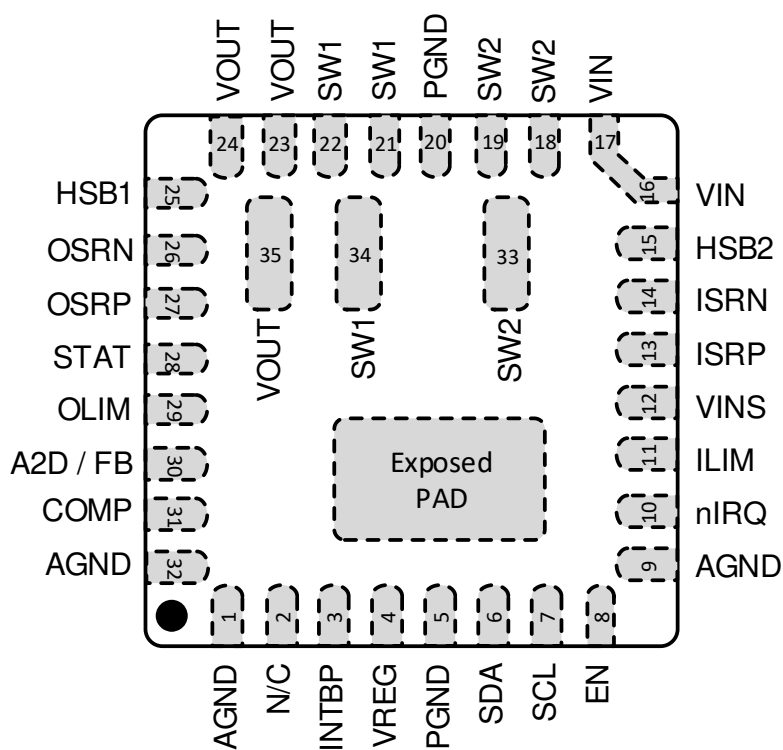 VOUT
VOUT
SW1
SW1
PGND
SW2
SW2
VIN
24
23
22
21
20
19
18
17
HSB1
25
16
VIN
OSRN
26
15
HSB2
OSRP
27
14
ISRN
STAT
28
13
ISRP
OLIM
29
12
VINS
A2D / FB
30
11
ILIM
COMP
31
10
nIRQ
AGND
32
9
AGND
35
34
33
VOUT
SW1
SW2
Exposed
PAD
1
2
3
4
5
6
7
8
AGND
N/C
INTBP
VREG
PGND
SDA
SCL
EN